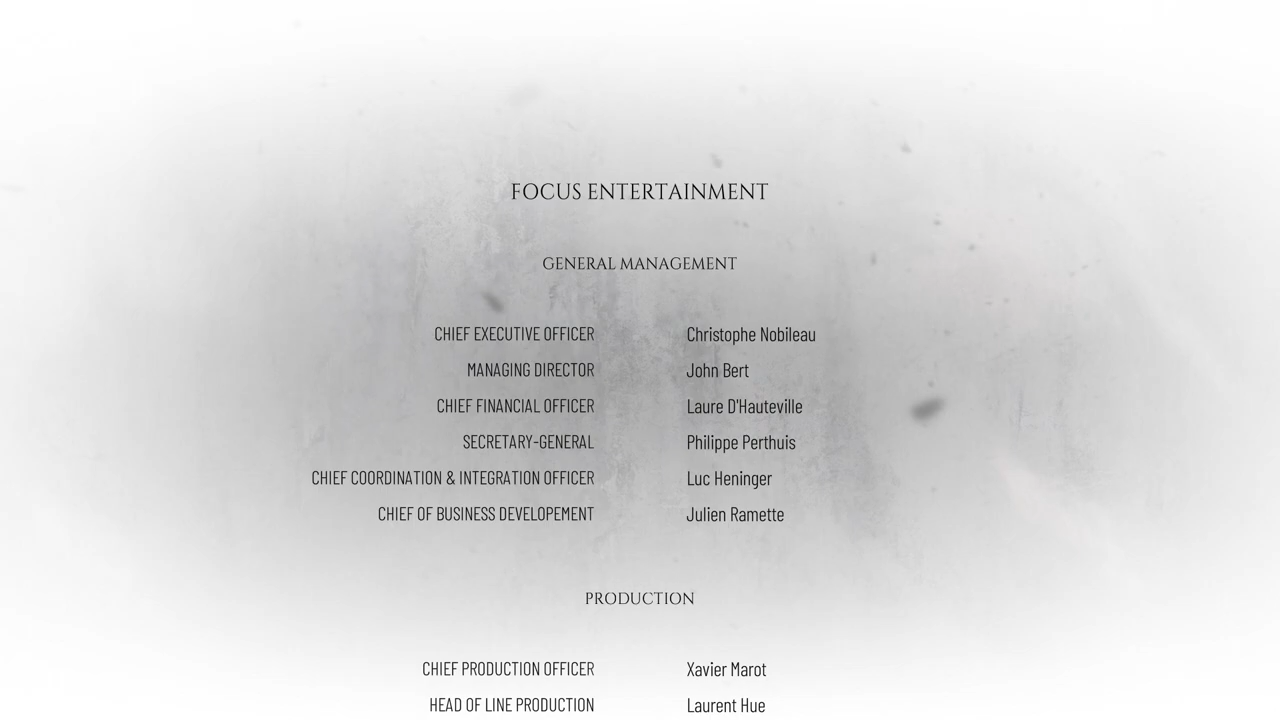 FOCUS ENTERTAINMENT
GENERAL MANAGEMENT
CHIEF EXECUTIVE OFFICER Christophe Nobileau
MANAGING DIRECTOR John Bert
CHIEF FINANCIAL OFFICER Laure D'Hauteville
SECRETARY-GENERAL Philippe Perthuis
CHIEF COORDINATION & INTEGRATION OFFICER Luc Heninger
CHIEF OF BUSINESS DEVELOPEMENT Julien Ramette
PRODUCTION
CHIEF PRODUCTION OFFICER Xavier Marot
HEAD OF LINE PRODUCTION Laurent Hue